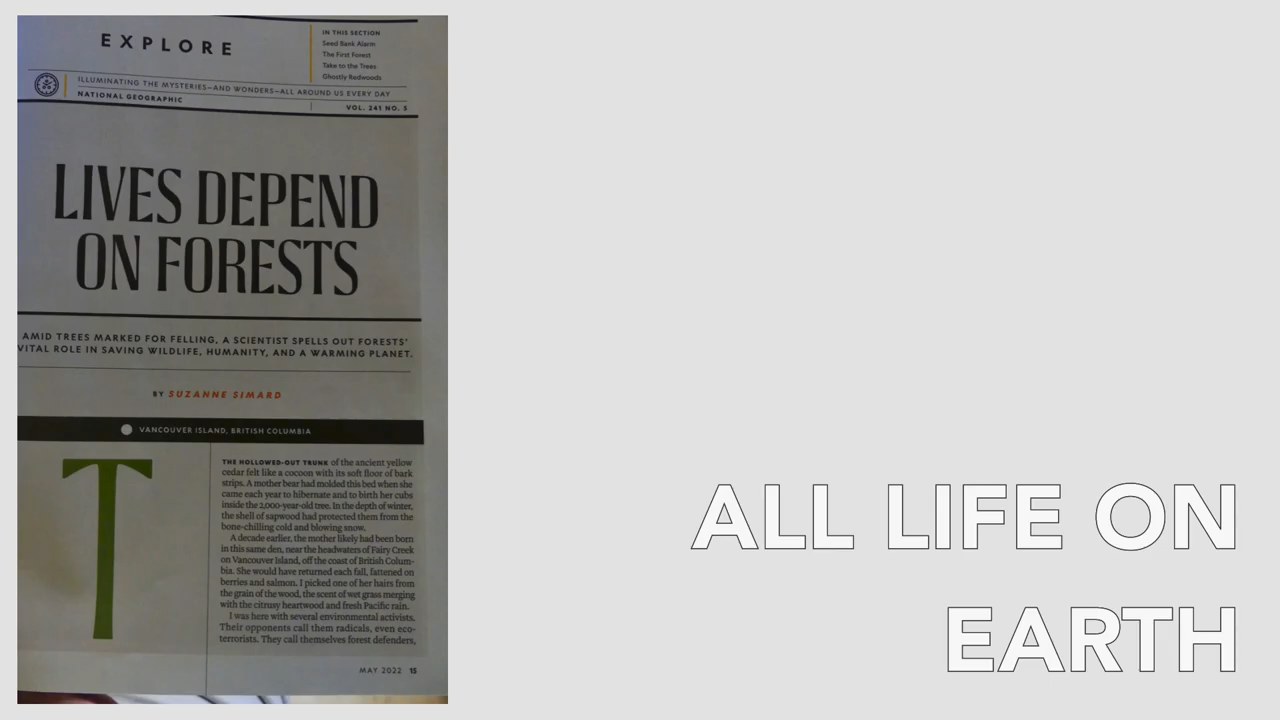 EXPLORE
IN THIS SECTION
Seed Bank Alarm
The First Forest
Take to the Trees
Ghostly Redwoods
ILLUMINATING THE MYSTERIES—AND WONDERS—ALL AROUND US EVERY DAY
NATIONAL GEOGRAPHIC
VOL. 241 NO. 5
LIVES DEPEND
ON FORESTS
AMID TREES MARKED FOR FELLING, A SCIENTIST SPELLS OUT FORESTS'
VITAL ROLE IN SAVING WILDLIFE, HUMANITY, AND A WARMING PLANET.
BY SUZANNE SIMARD
VANCOUVER ISLAND, BRITISH COLUMBIA
T
THE HOLLOWED-OUT TRUNK of the ancient yellow
cedar felt like a cocoon with its soft floor of bark
strips. A mother bear had molded this bed when she
came each year to hibernate and to birth her cubs
inside the 2,000-year-old tree. In the depth of winter,
the shell of sapwood had protected them from the
bone-chilling cold and blowing snow.
A decade earlier, the mother likely had been born
in this same den, near the headwaters of Fairy Creek
on Vancouver Island, off the coast of British Colum-
bia. She would have returned each fall, fattened on
berries and salmon. I picked one of her hairs from
the grain of the wood, the scent of wet grass merging
with the citrusy heartwood and fresh Pacific rain.
I was here with several environmental activists.
Their opponents call them radicals, even eco-
terrorists. They call themselves forest defenders,
MAY 2022 15
ALL LIFE ON
EARTH